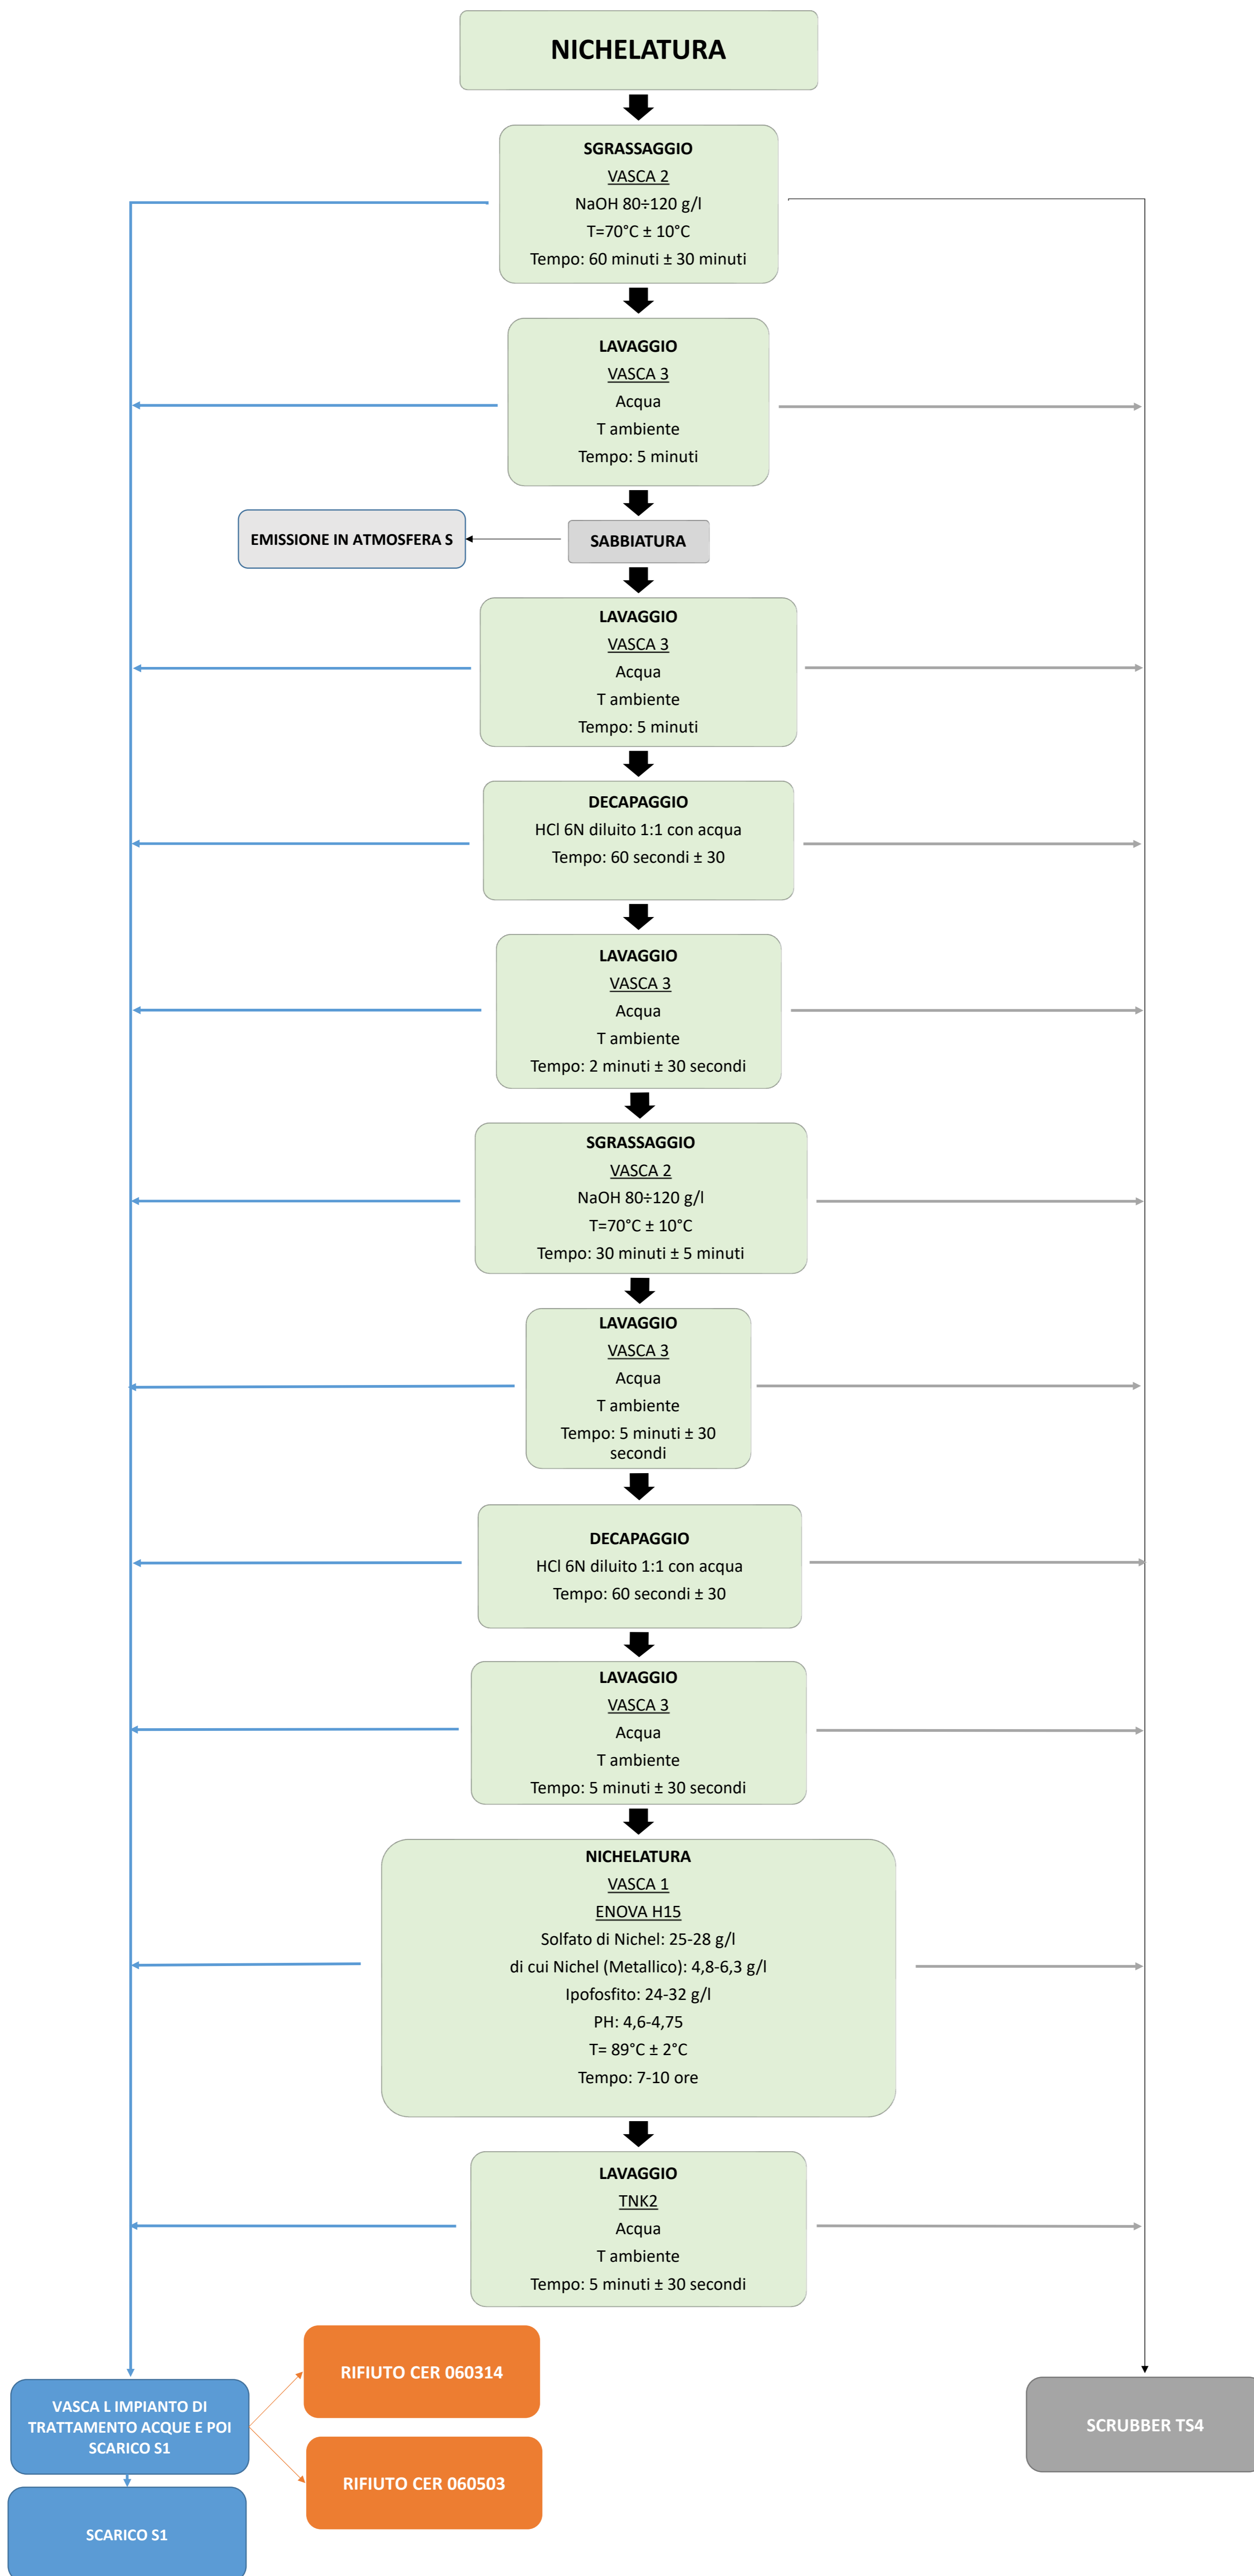 NICHELATURA
SGRASSAGGIO
VASCA 2
NaOH 80÷120 g/l
T=70°C ± 10°C
Tempo: 60 minuti ± 30 minuti
LAVAGGIO
VASCA 3
Acqua
T ambiente
Tempo: 5 minuti
EMISSIONE IN ATMOSFERA S
SABBIATURA
LAVAGGIO
VASCA 3
Acqua
T ambiente
Tempo: 5 minuti
DECAPAGGIO
HCl 6N diluito 1:1 con acqua
Tempo: 60 secondi ± 30
LAVAGGIO
VASCA 3
Acqua
T ambiente
Tempo: 2 minuti ± 30 secondi
SGRASSAGGIO
VASCA 2
NaOH 80÷120 g/l
T=70°C ± 10°C
Tempo: 30 minuti ± 5 minuti
LAVAGGIO
VASCA 3
Acqua
T ambiente
Tempo: 5 minuti ± 30
secondi
DECAPAGGIO
HCl 6N diluito 1:1 con acqua
Tempo: 60 secondi ± 30
LAVAGGIO
VASCA 3
Acqua
T ambiente
Tempo: 5 minuti ± 30 secondi
NICHELATURA
VASCA 1
ENOVA H15
Solfato di Nichel: 25-28 g/l
di cui Nichel (Metallico): 4,8-6,3 g/l
Ipofosfito: 24-32 g/l
PH: 4,6-4,75
T= 89°C ± 2°C
Tempo: 7-10 ore
LAVAGGIO
TNK2
Acqua
T ambiente
Tempo: 5 minuti ± 30 secondi
RIFIUTO CER 060314
VASCA L IMPIANTO DI
TRATTAMENTO ACQUE E POI
SCARICO S1
SCRUBBER TS4
RIFIUTO CER 060503
SCARICO S1